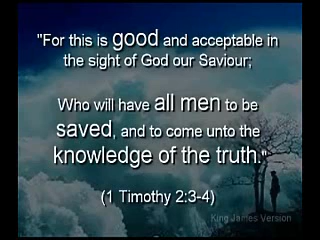 "For this is good and acceptable in
the sight of God our Saviour;
Who will have all men to be
saved, and to come unto the
knowledge of the truth."
(1 Timothy 2:3-4)
King James Version